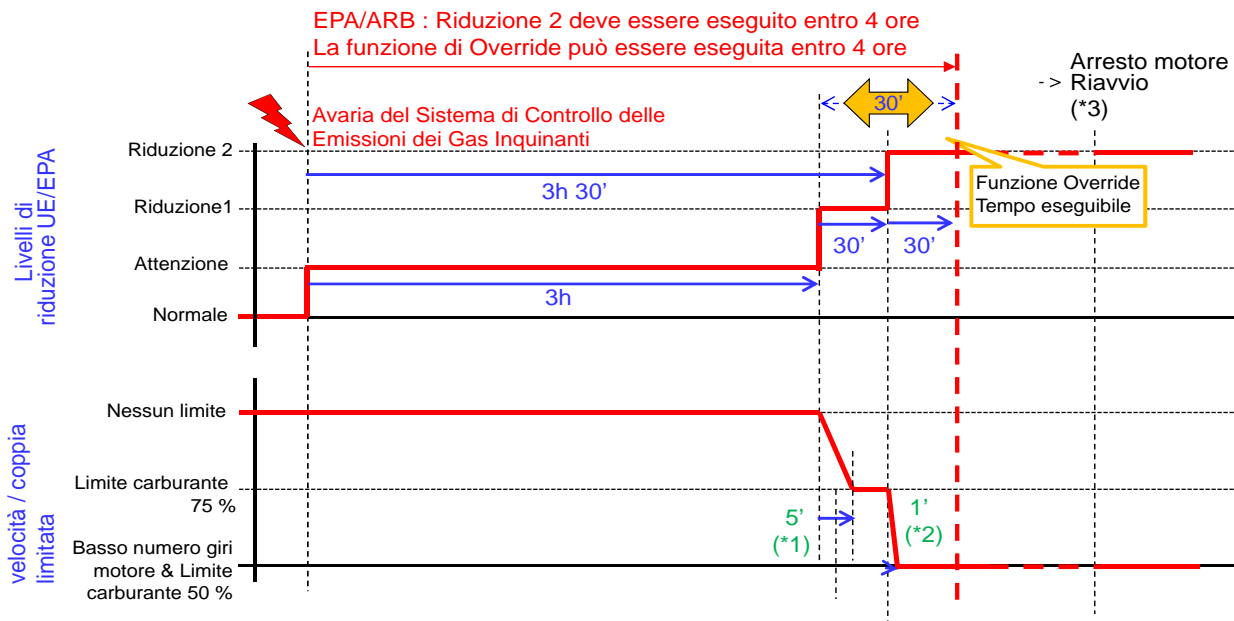 EPA/ARB : Riduzione 2 deve essere eseguito entro 4 ore
La funzione di Override può essere eseguita entro 4 ore
Arresto motore
-> Riavvio
(*3)
30’
Avaria del Sistema di Controllo delle
Emissioni dei Gas Inquinanti
Livelli di
riduzione UE/EPA
Riduzione 2
3h 30’
Funzione Override
Tempo eseguibile
Riduzione1
30’
30’
Attenzione
3h
Normale
velocità / coppia
limitata
Nessun limite
Limite carburante
75 %
5’
(*1)
1’
(*2)
Basso numero giri
motore & Limite
carburante 50 %